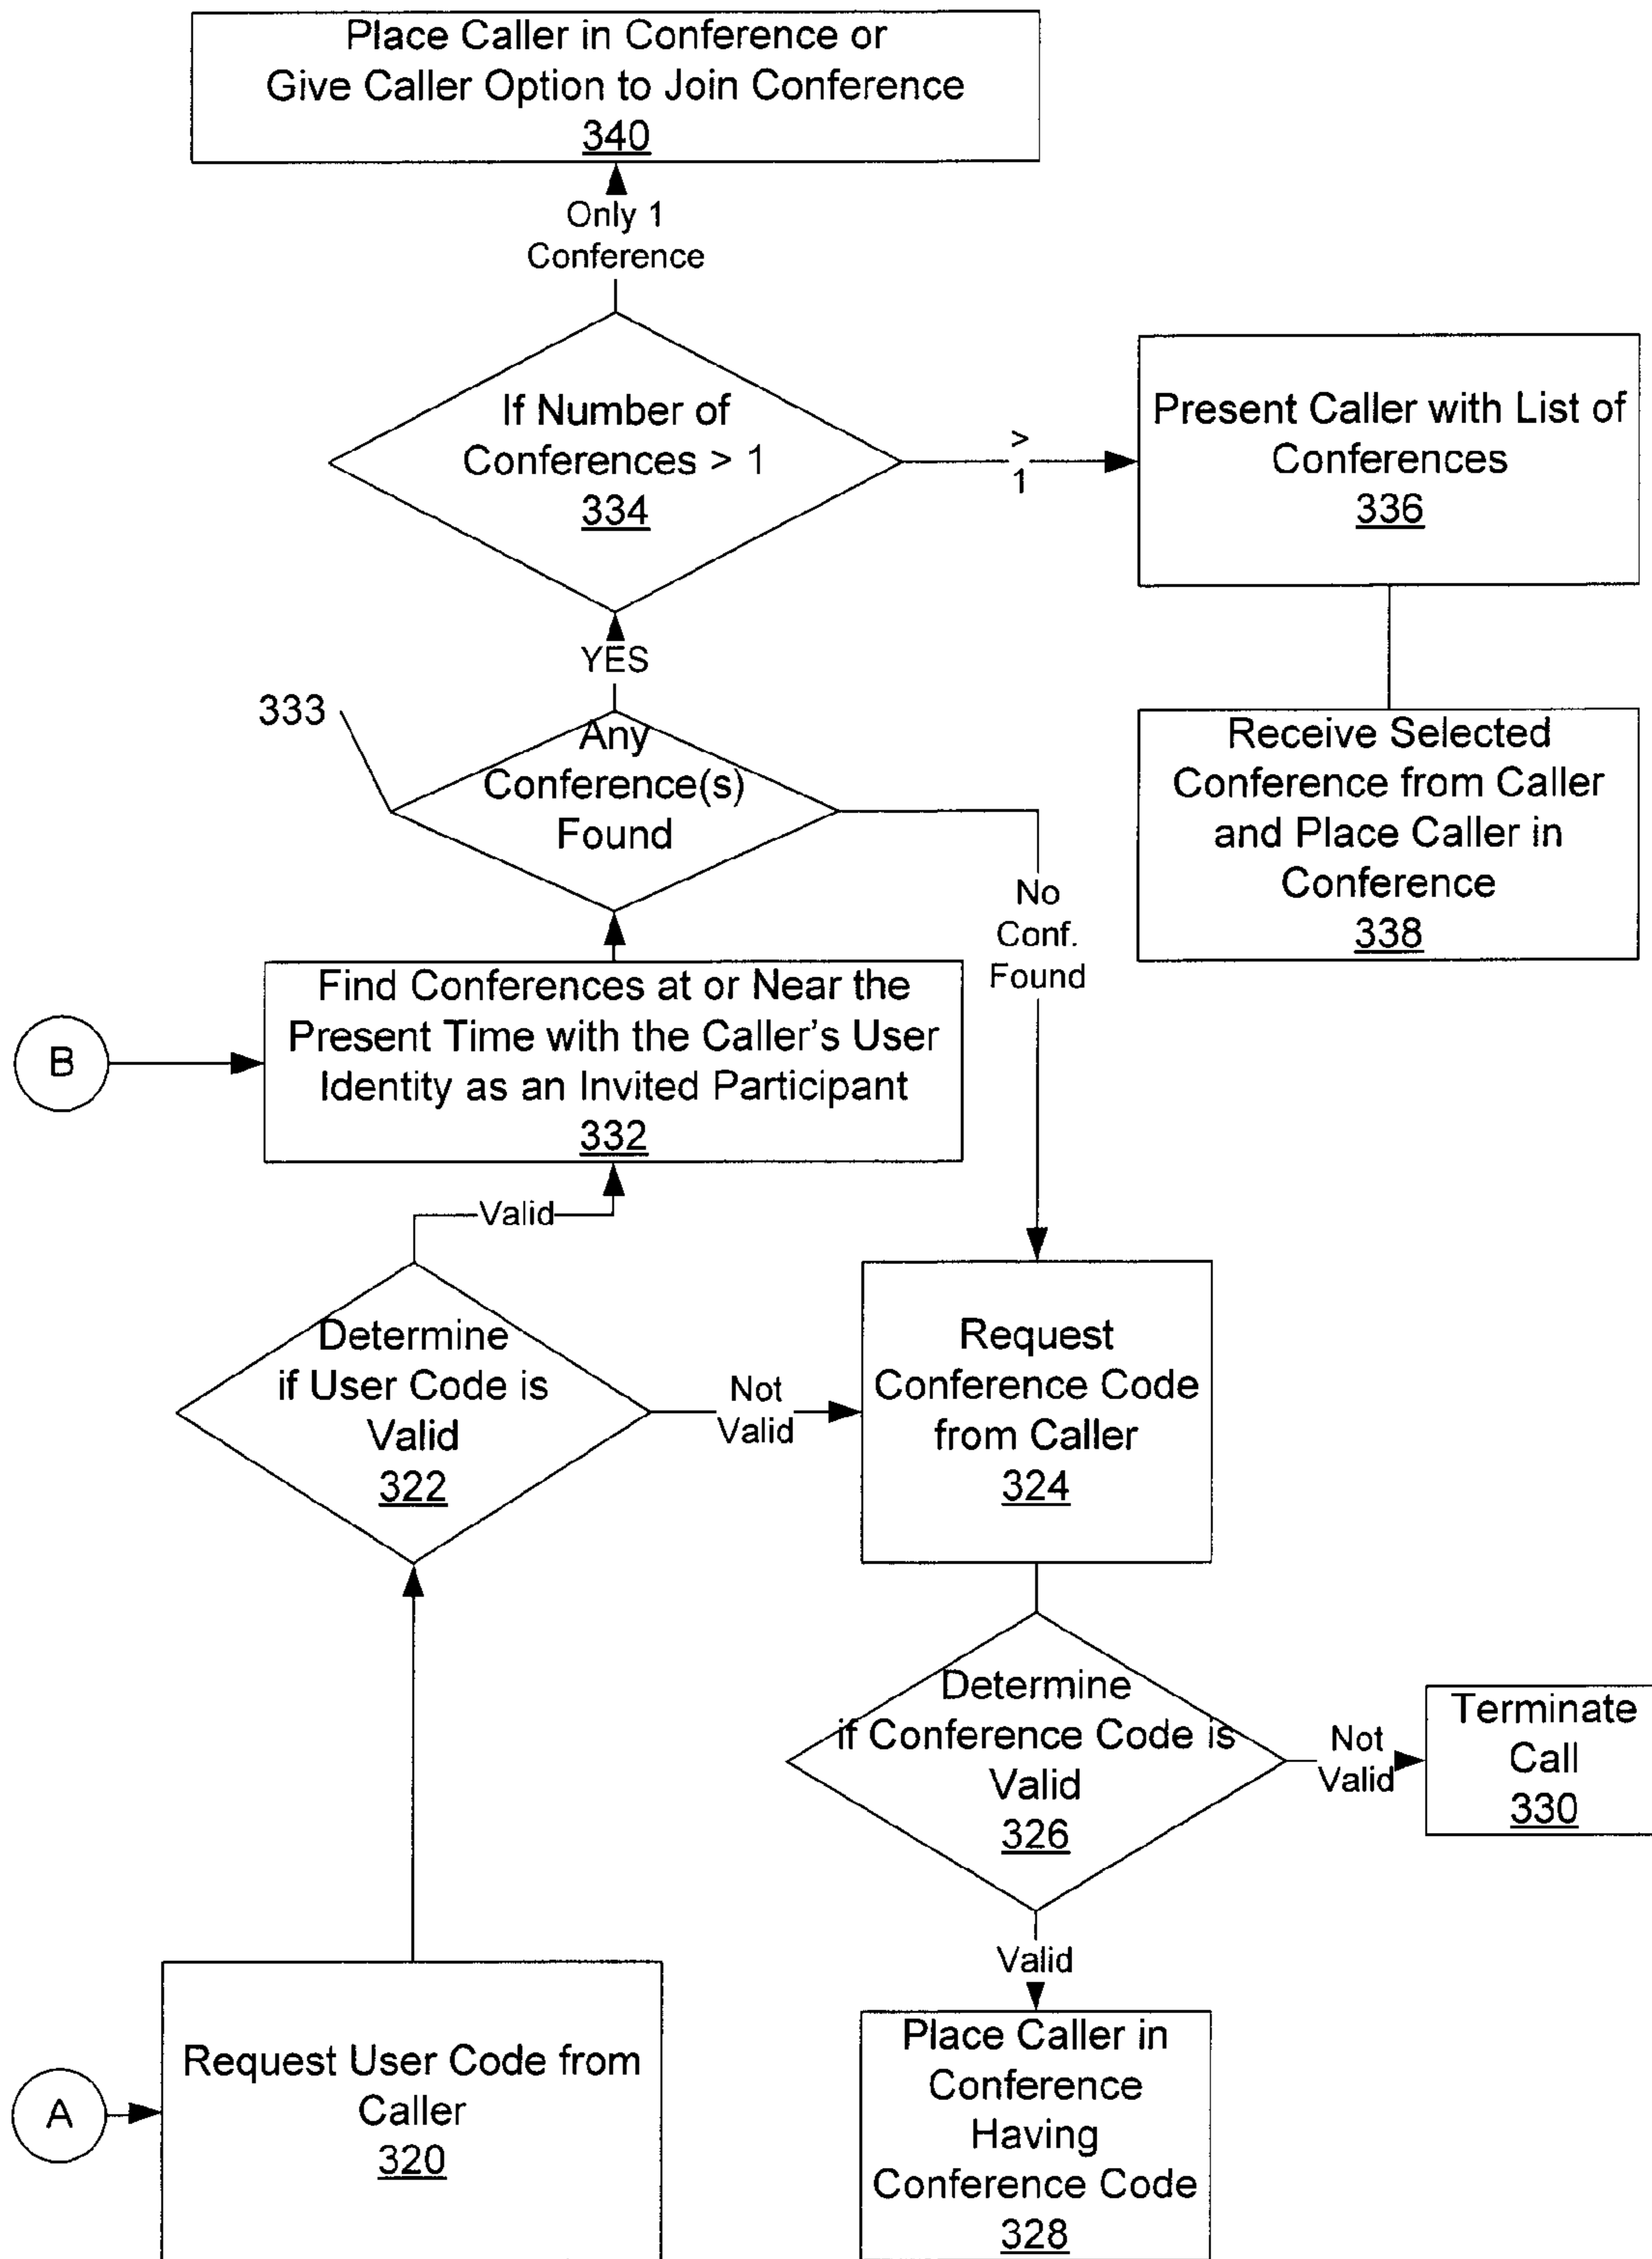 Place Caller in Conference or
Give Caller Option to Join Conference
340
Only 1
Conference
If Number of
Conferences > 1
334
>
1
Present Caller with List of
Conferences
336
YES
333
Any
Conference(s)
Found
Receive Selected
Conference from Caller
and Place Caller in
Conference
338
No
Conf.
Found
B
Find Conferences at or Near the
Present Time with the Caller's User
Identity as an Invited Participant
332
Valid
Determine
if User Code is
Valid
322
Not
Valid
Request
Conference Code
from Caller
324
Determine
if Conference Code is
Valid
326
Not
Valid
Terminate
Call
330
Valid
A
Request User Code from
Caller
320
Place Caller in
Conference
Having
Conference Code
328